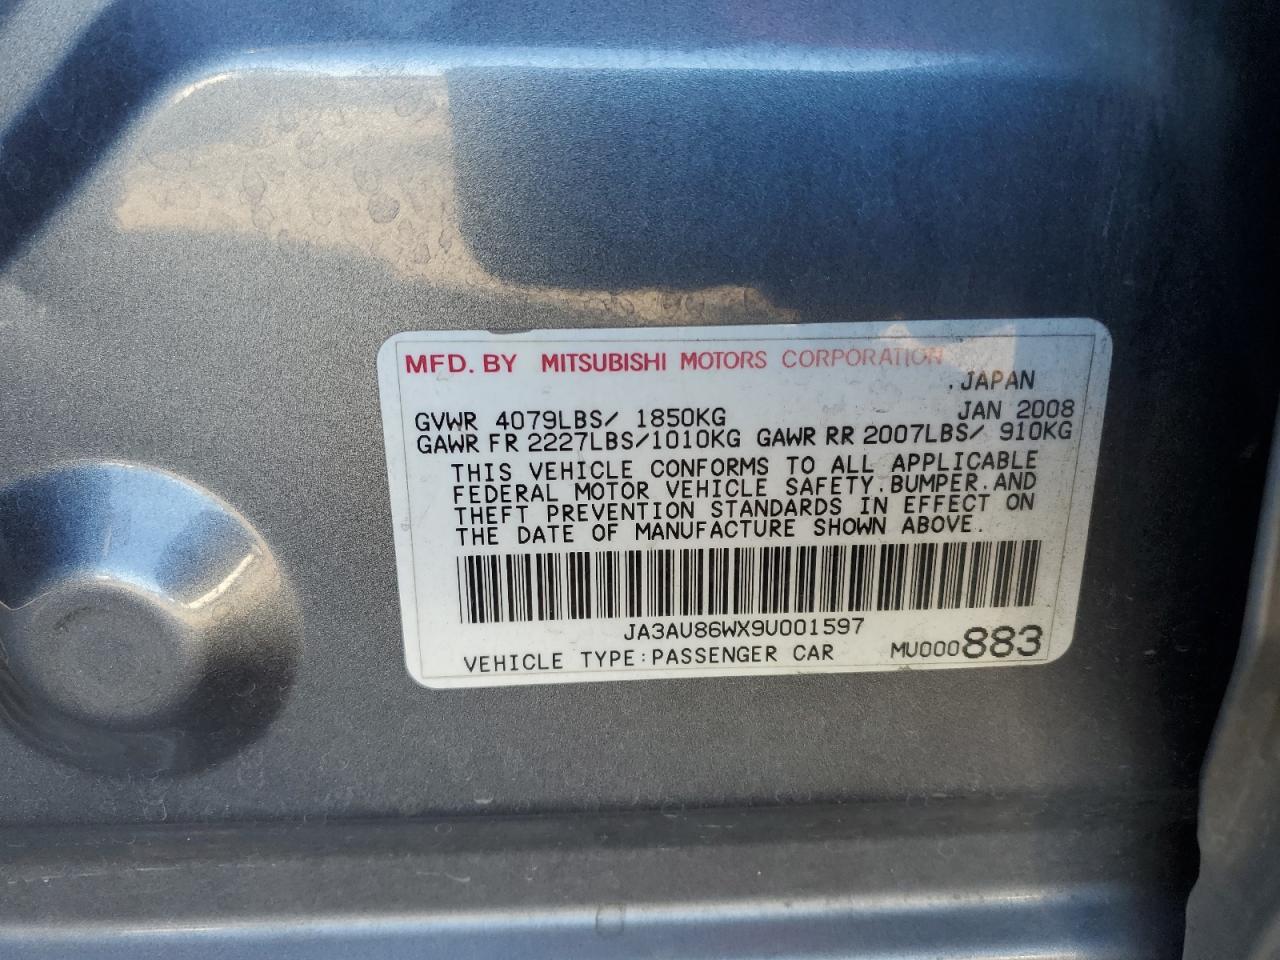 MFD. BY MITSUBISHI MOTORS CORPORATION
.JAPAN
GVWR 4079LBS/ 1850KG JAN 2008
GAWR FR 2227LBS/1010KG GAWR RR 2007LBS/ 910KG
THIS VEHICLE CONFORMS TO ALL APPLICABLE
FEDERAL MOTOR VEHICLE SAFETY.BUMPER.AND
THEFT PREVENTION STANDARDS IN EFFECT ON
THE DATE OF MANUFACTURE SHOWN ABOVE.
JA3AU86WX9U001597
VEHICLE TYPE:PASSENGER CAR MU000883